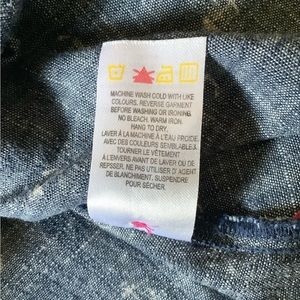 MACHINE WASH COLD WITH LIKE
COLOURS. REVERSE GARMENT
BEFORE WASHING OR IRONING.
NO BLEACH. WARM IRON.
HANG TO DRY.
LAVER À LA MACHINE À L'EAU FROIDE
AVEC DES COULEURS SEMBLABLES.
TOURNER LE VÊTEMENT
À L'ENVERS AVANT DE LAVER OU DE
REPASSER. NE PAS UTILISER D' AGENT
DE BLANCHIMENT, SUSPENDRE
POUR SÉCHER.